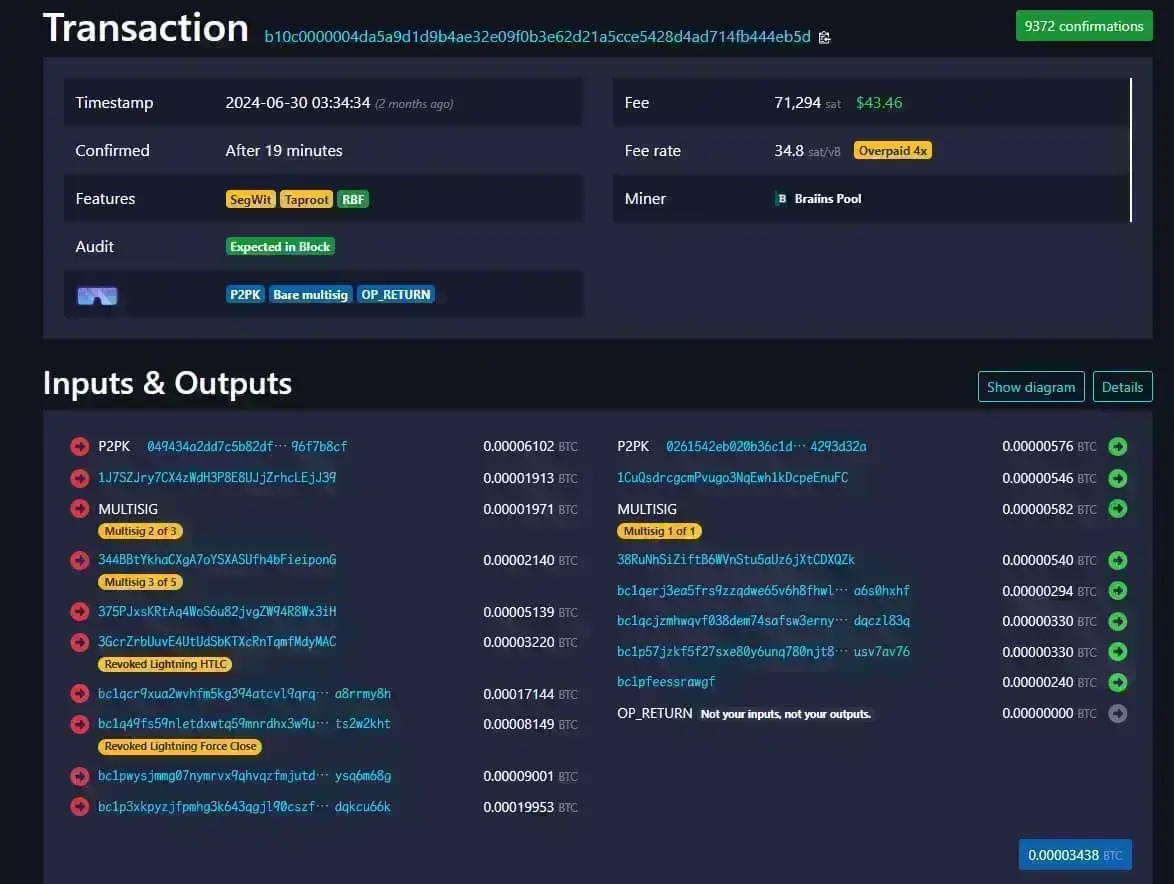 Transaction b10c0000004da5a9d1d9b4ae32e09f0b3e62d21a5cce5428d4ad714fb444eb5d 9372 confirmations
Timestamp 2024-06-30 03:34:34 (2 months ago)
Confirmed After 19 minutes
Features SegWit Taproot RBF
Audit Expected in Block
P2PK Bare multisig OP_RETURN
Fee 71,294 sat $43.46
Fee rate 34.8 sat/vB Overpaid 4x
Miner B Braiins Pool
Inputs & Outputs Show diagram Details
P2PK 049434a2dd7c5b82df··· 96f7b8cf 0.00006102 BTC
1J7SZJry7CX4zWdH3P8E8UJjZrhcLEjJ39 0.00001913 BTC
MULTISIG 0.00001971 BTC
Multisig 2 of 3
344BBtYkhaCXgA7oYSXASUfh4bFieiponG 0.00002140 BTC
Multisig 3 of 5
375PJxsKRtAq4WoS6u82jvgZW94R8Wx3iH 0.00005139 BTC
3GcrZrbUuvE4UtUdSbKTXcRnTqmfMdyMAC 0.00003220 BTC
Revoked Lightning HTLC
bc1qcr9xua2wvhfm5kg394atcvl9qrq··· a8rrmy8h 0.00017144 BTC
bc1q49fs59nletdxwtq59mnrdhx3w9u··· ts2w2kht 0.00008149 BTC
Revoked Lightning Force Close
bc1pwysjmmg07nymrvx9qhvqzfmjutd··· ysq6m68g 0.00009001 BTC
bc1p3xkpyzjfpmhg3k643qgjl90cszf··· dqkcu66k 0.00019953 BTC
P2PK 0261542eb020b36c1d··· 4293d32a 0.00000576 BTC
1CuQsdrcgcmPvugo3NqEwh1kDcpeEnuFC 0.00000546 BTC
MULTISIG 0.00000582 BTC
Multisig 1 of 1
38RuNhSiZiftB6WVnStu5aUz6jXtCDXQZk 0.00000540 BTC
bc1qerj3ea5frs9zzqdwe65v6h8fhwl··· a6s0hxhf 0.00000294 BTC
bc1qcjzmhwqvf038dem74safsw3erny··· dqczl83q 0.00000330 BTC
bc1p57jzkf5f27sxe80y6unq780njt8··· usv7av76 0.00000330 BTC
bc1pfeessrawgf 0.00000240 BTC
OP_RETURN Not your inputs, not your outputs. 0.00000000 BTC
0.00003438 BTC